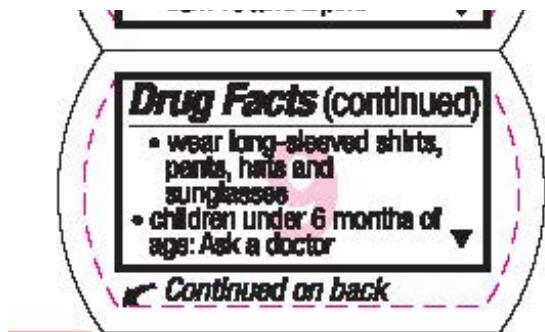 Drug Facts (continued)
• wear long-sleeved shirts,
pants, hats and
sunglasses
• children under 6 months of
age: Ask a doctor
Continued on back
9